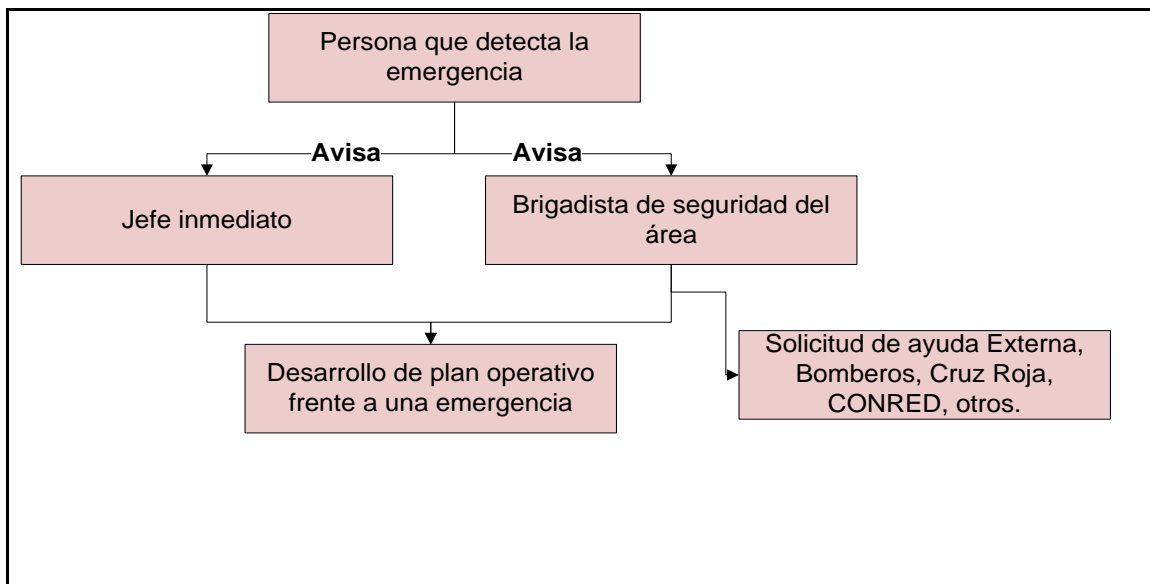 Persona que detecta la
emergencia
Avisa
Avisa
Jefe inmediato
Brigadista de seguridad del
área
Desarrollo de plan operativo
frente a una emergencia
Solicitud de ayuda Externa,
Bomberos, Cruz Roja,
CONRED, otros.